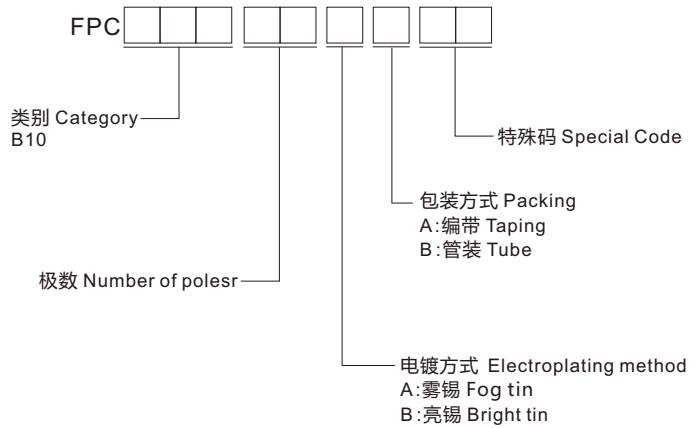 FPC
类别 Category
B10
特殊码 Special Code
包装方式 Packing
A:编带 Taping
B:管装 Tube
极数 Number of polesr
电镀方式 Electroplating method
A:雾锡 Fog tin
B:亮锡 Bright tin